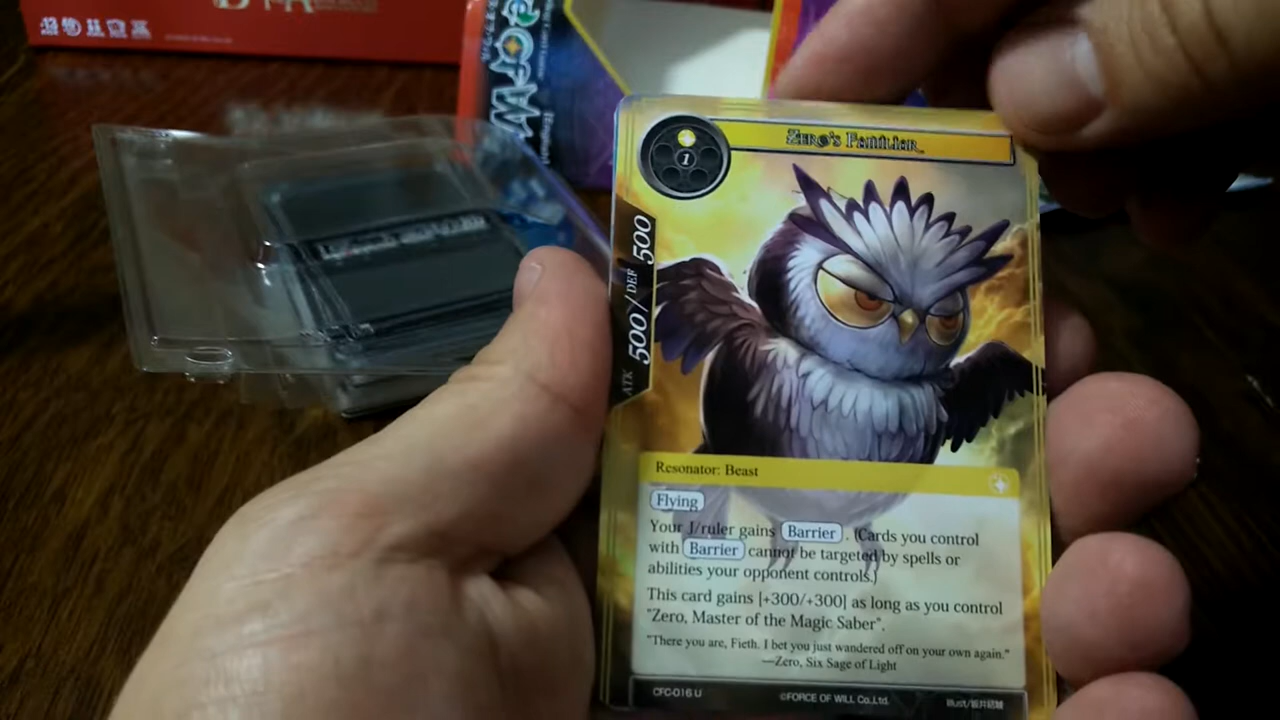 Zero's Familiar
1
ATK 500/DEF 500
Resonator: Beast
Flying
Your J/ruler gains Barrier. (Cards you control
with Barrier cannot be targeted by spells or
abilities your opponent controls.)
This card gains [+300/+300] as long as you control
"Zero, Master of the Magic Saber".
"There you are, Fieth. I bet you just wandered off on your own again."
—Zero, Six Sage of Light
CFC-016 U
©FORCE OF WILL Co.,Ltd.